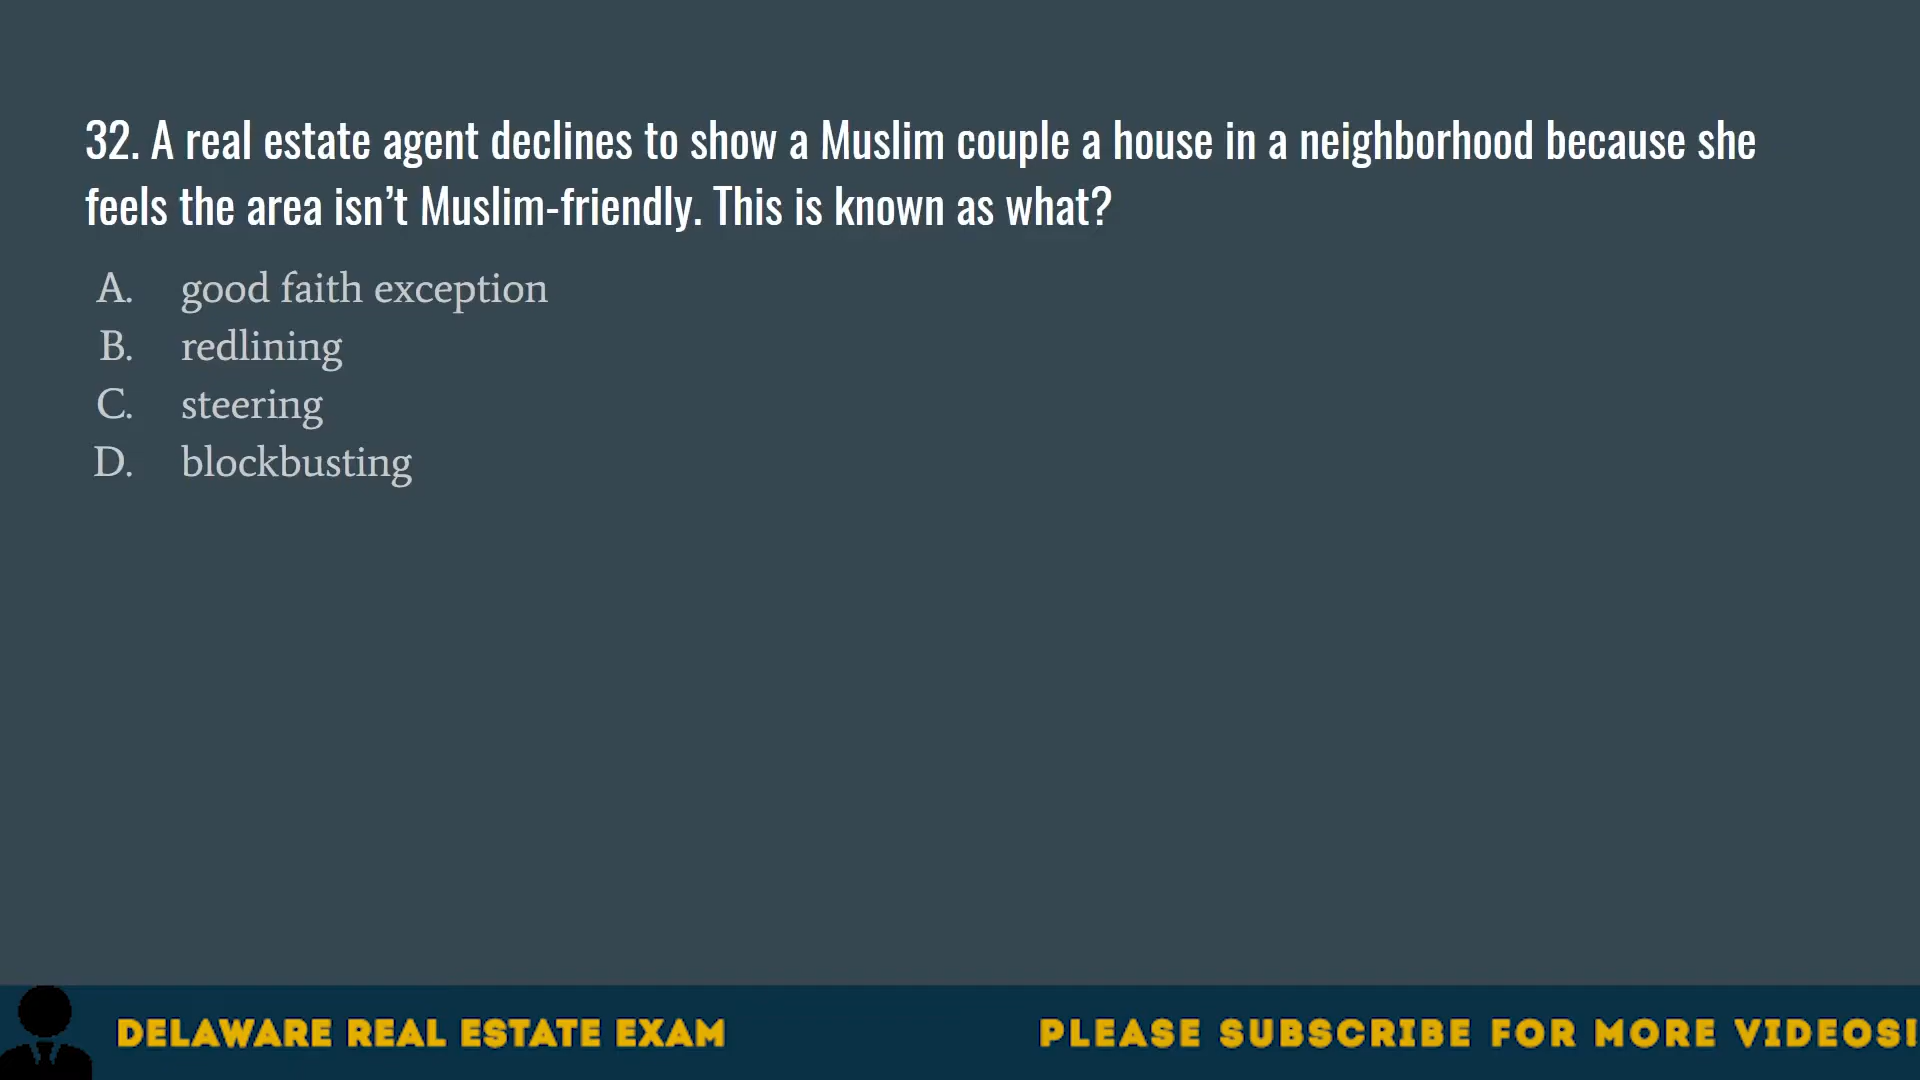 32. A real estate agent declines to show a Muslim couple a house in a neighborhood because she
feels the area isn’t Muslim-friendly. This is known as what?
A. good faith exception
B. redlining
C. steering
D. blockbusting
DELAWARE REAL ESTATE EXAM
PLEASE SUBSCRIBE FOR MORE VIDEOS!